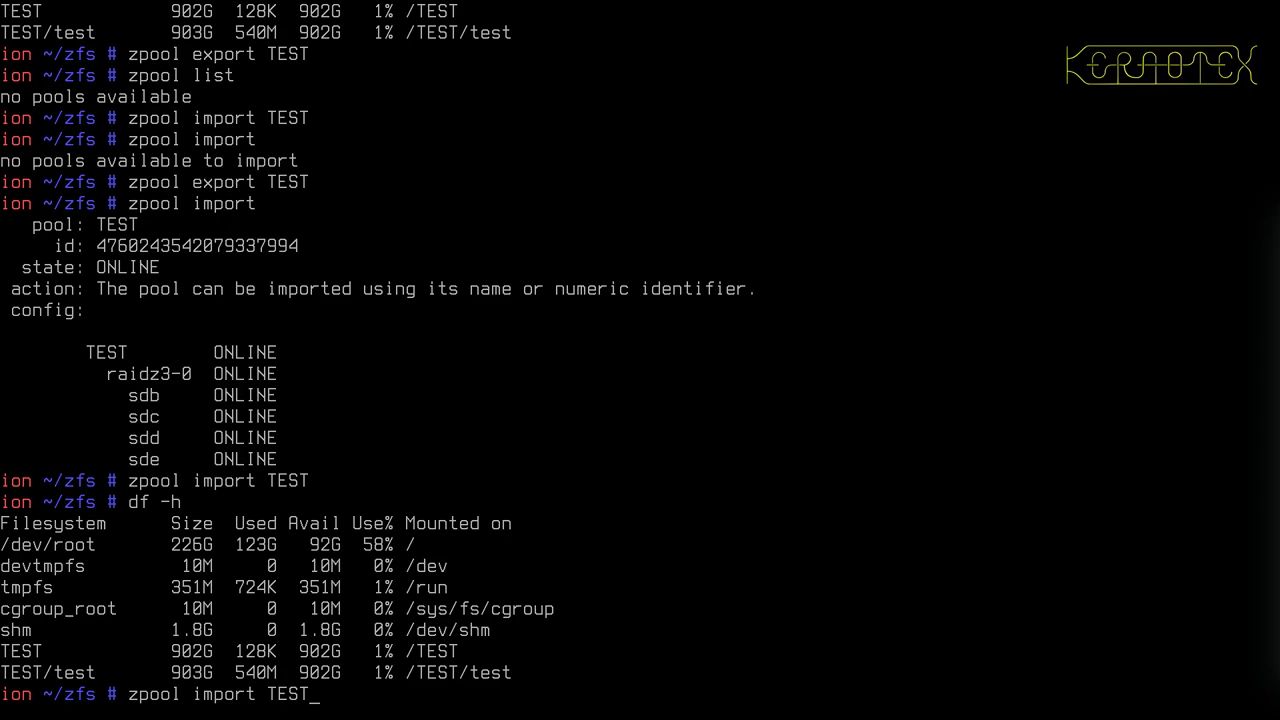 TEST            902G  128K  902G   1% /TEST
TEST/test       903G  540M  902G   1% /TEST/test
ion ~/zfs # zpool export TEST
ion ~/zfs # zpool list
no pools available
ion ~/zfs # zpool import TEST
ion ~/zfs # zpool import
no pools available to import
ion ~/zfs # zpool export TEST
ion ~/zfs # zpool import
   pool: TEST
     id: 4760243542079337994
  state: ONLINE
 action: The pool can be imported using its name or numeric identifier.
 config:

        TEST        ONLINE
          raidz3-0  ONLINE
            sdb     ONLINE
            sdc     ONLINE
            sdd     ONLINE
            sde     ONLINE
ion ~/zfs # zpool import TEST
ion ~/zfs # df -h
Filesystem      Size  Used Avail Use% Mounted on
/dev/root       226G  123G   92G  58% /
devtmpfs         10M     0   10M   0% /dev
tmpfs           351M  724K  351M   1% /run
cgroup_root      10M     0   10M   0% /sys/fs/cgroup
shm             1.8G     0  1.8G   0% /dev/shm
TEST            902G  128K  902G   1% /TEST
TEST/test       903G  540M  902G   1% /TEST/test
ion ~/zfs # zpool import TEST_